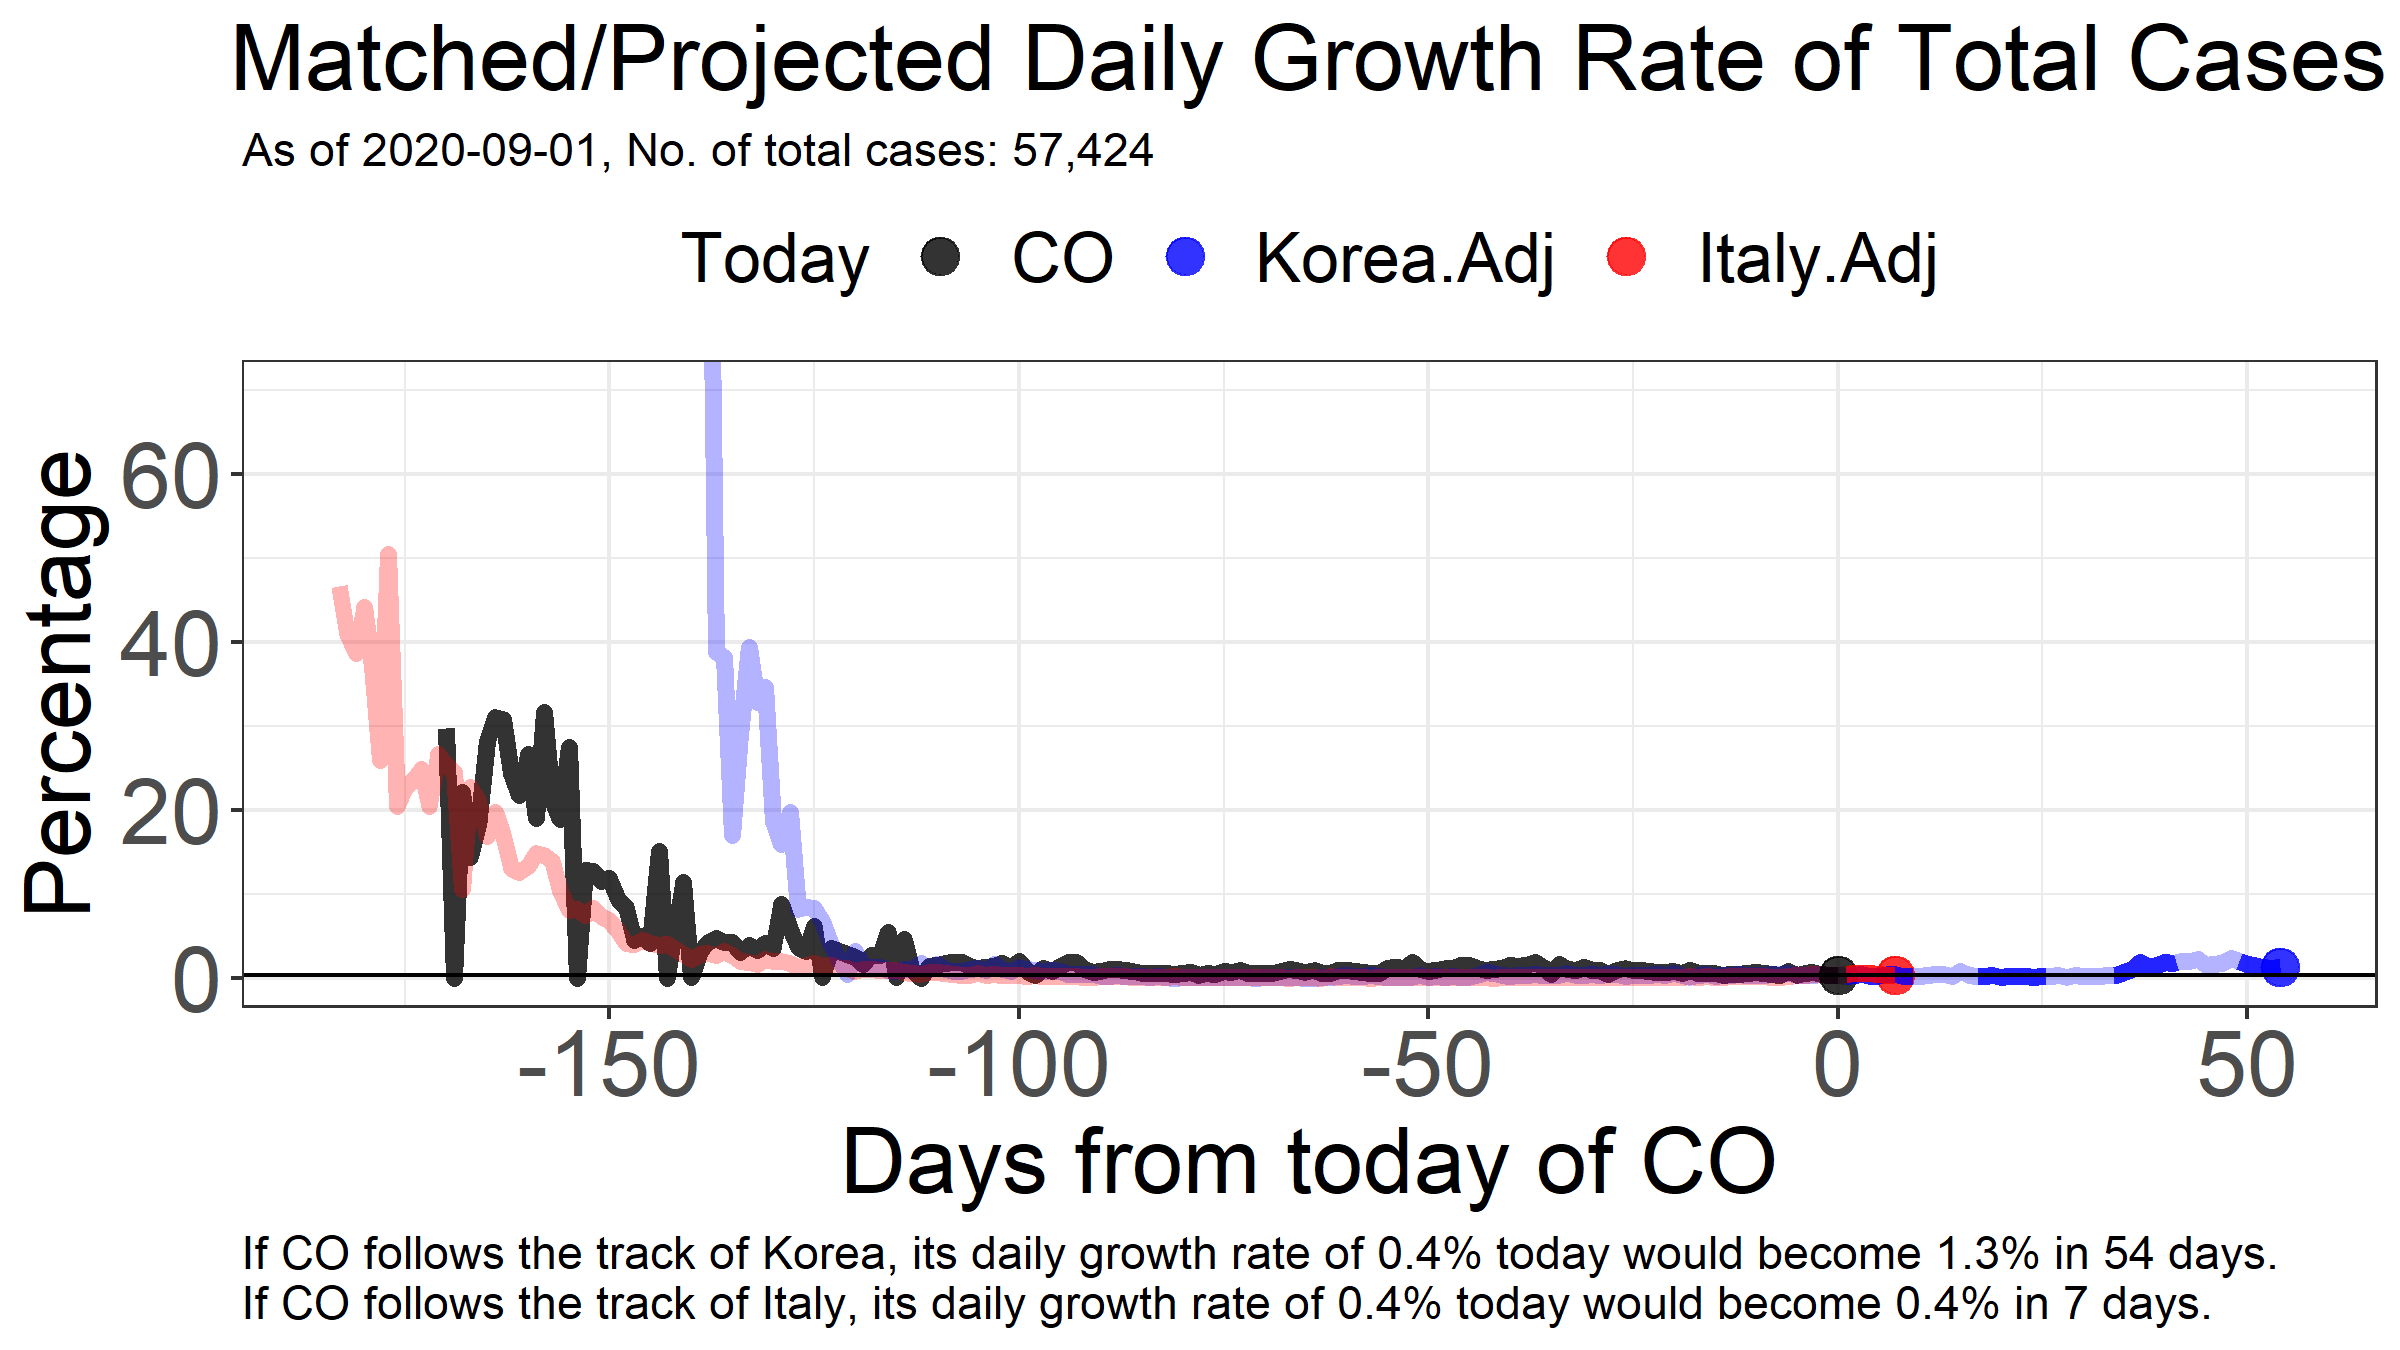 Matched/Projected Daily Growth Rate of Total Cases
As of 2020-09-01, No. of total cases: 57,424
Today CO Korea.Adj Italy.Adj
Percentage
60
40
20
0
-150 -100 -50 0 50
Days from today of CO
If CO follows the track of Korea, its daily growth rate of 0.4% today would become 1.3% in 54 days.
If CO follows the track of Italy, its daily growth rate of 0.4% today would become 0.4% in 7 days.